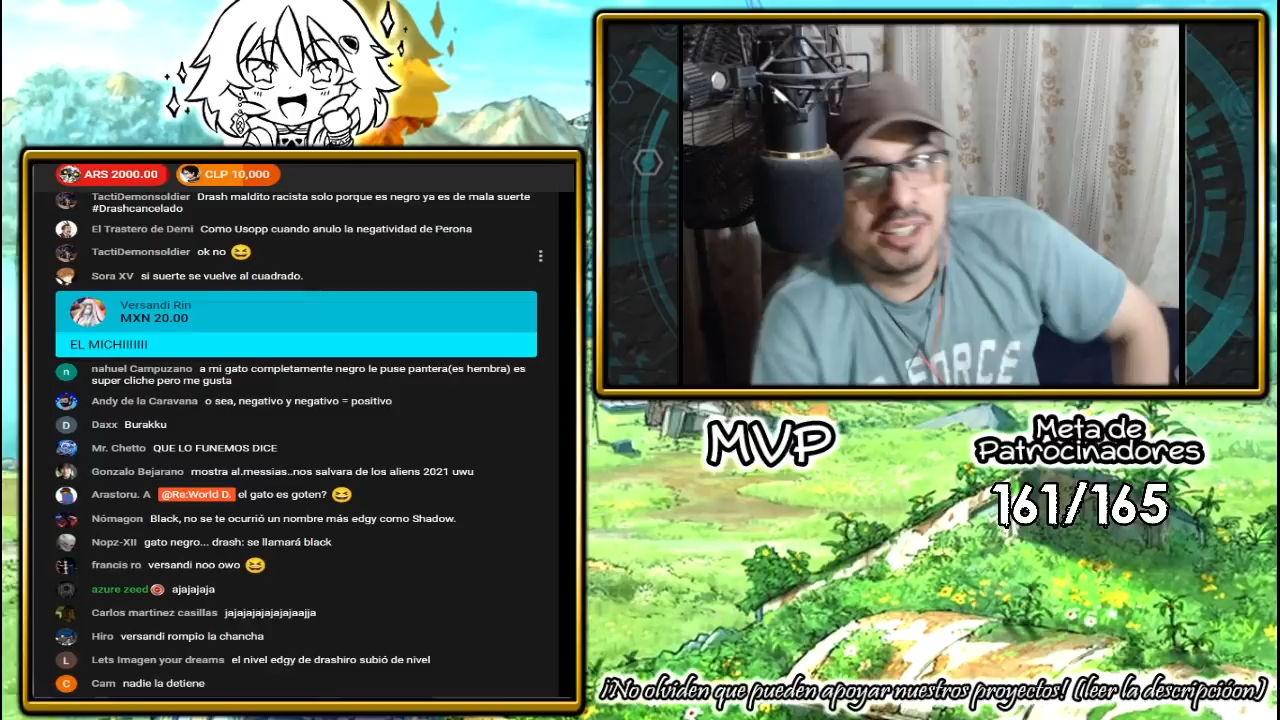 ARS 2000.00
CLP 10,000
TactiDemonsoldier Drash maldito racista solo porque es negro ya es de mala suerte
#Drashcancelado
El Trastero de Demi Como Usopp cuando anulo la negatividad de Perona
TactiDemonsoldier ok no
Sora XV si suerte se vuelve al cuadrado.
Versandi Rin
MXN 20.00
EL MICHIIIIIII
n nahuel Campuzano a mi gato completamente negro le puse pantera(es hembra) es
super cliche pero me gusta
Andy de la Caravana o sea, negativo y negativo = positivo
D Daxx Burakku
Mr. Chetto QUE LO FUNEMOS DICE
Gonzalo Bejarano mostra al.messias..nos salvara de los aliens 2021 uwu
Arastoru. A @Re:World D. el gato es goten?
Nómagon Black, no se te ocurrió un nombre más edgy como Shadow.
Nopz-XII gato negro... drash: se llamará black
francis ro versandi noo owo
azure zeed ajajajaja
Carlos martinez casillas jajajajajajajaajja
Hiro versandi rompio la chancha
L Lets Imagen your dreams el nivel edgy de drashiro subió de nivel
C Cam nadie la detiene
FORCE
MVP
Meta de
Patrocinadores
161/165
¡¡No olviden que pueden apoyar nuestros proyectos! (leer la descripcióon)